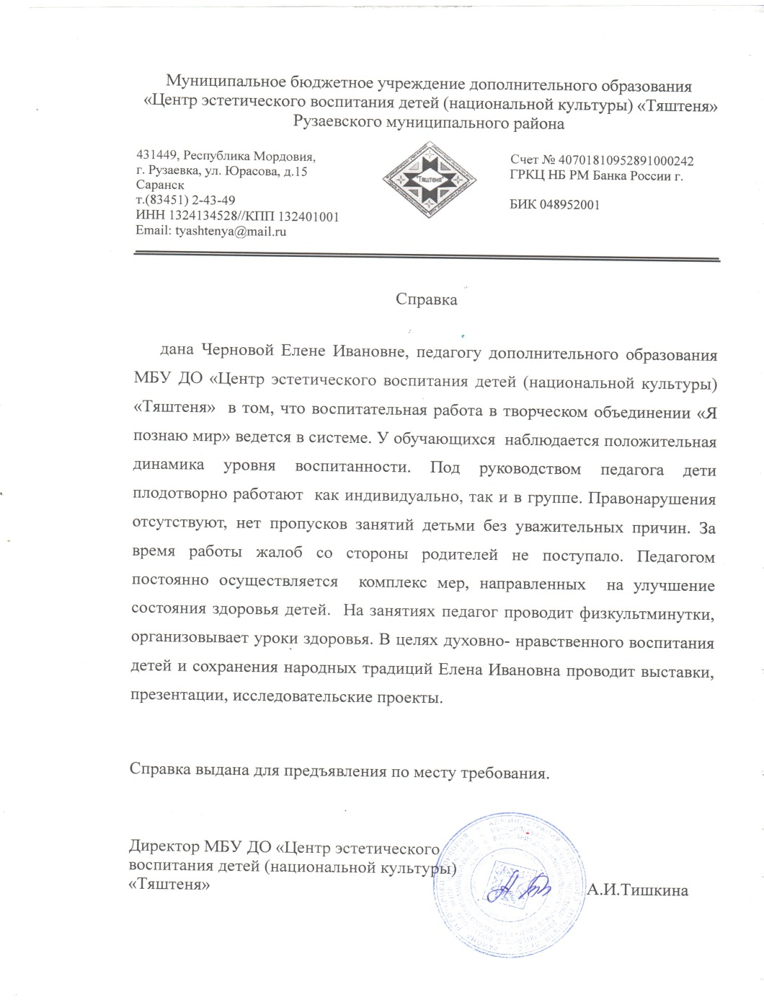 Муниципальное бюджетное учреждение дополнительного образования
«Центр эстетического воспитания детей (национальной культуры) «Тяштеня»
Рузаевского муниципального района
431449, Республика Мордовия,
г. Рузаевка, ул. Юрасова, д.15
Саранск
т.(83451) 2-43-49
ИНН 1324134528//КПП 132401001
Email: tyashtenya@mail.ru
"Тяштеня"
Счет № 40701810952891000242
ГРКЦ НБ РМ Банка России г.
БИК 048952001
Справка
дана Черновой Елене Ивановне, педагогу дополнительного образования
МБУ ДО «Центр эстетического воспитания детей (национальной культуры)
«Тяштеня» в том, что воспитательная работа в творческом объединении «Я
познаю мир» ведется в системе. У обучающихся наблюдается положительная
динамика уровня воспитанности. Под руководством педагога дети
плодотворно работают как индивидуально, так и в группе. Правонарушения
отсутствуют, нет пропусков занятий детьми без уважительных причин. За
время работы жалоб со стороны родителей не поступало. Педагогом
постоянно осуществляется комплекс мер, направленных на улучшение
состояния здоровья детей. На занятиях педагог проводит физкультминутки,
организовывает уроки здоровья. В целях духовно- нравственного воспитания
детей и сохранения народных традиций Елена Ивановна проводит выставки,
презентации, исследовательские проекты.
Справка выдана для предъявления по месту требования.
Директор МБУ ДО «Центр эстетического
воспитания детей (национальной культуры)
«Тяштеня»
А.И.Тишкина